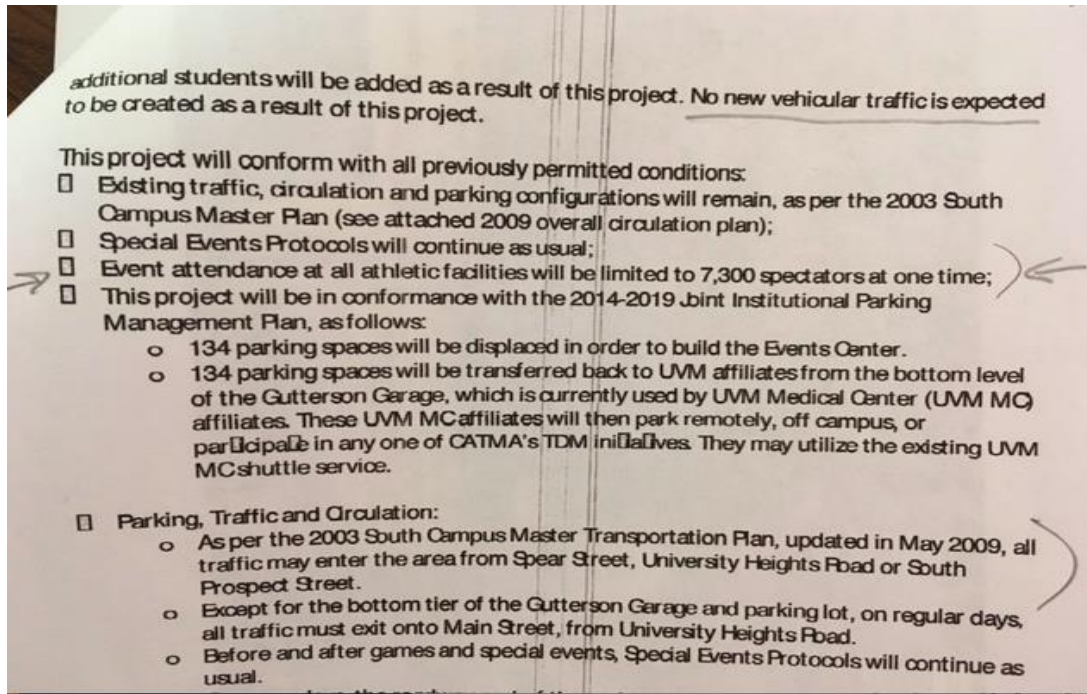 additional students will be added as a result of this project. No new vehicular traffic is expected
to be created as a result of this project.
This project will conform with all previously permitted conditions:
Existing traffic, circulation and parking configurations will remain, as per the 2003 South
Campus Master Plan (see attached 2009 overall circulation plan);
Special Events Protocols will continue as usual;
Event attendance at all athletic facilities will be limited to 7,300 spectators at one time;
This project will be in conformance with the 2014-2019 Joint Institutional Parking
Management Plan, as follows:
o 134 parking spaces will be displaced in order to build the Events Center.
o 134 parking spaces will be transferred back to UVM affiliates from the bottom level
of the Gutterson Garage, which is currently used by UVM Medical Center (UVM MC)
affiliates. These UVM MC affiliates will then park remotely, off campus, or
par▯cipa▯e in any one of CATMA's TDM ini▯a▯ves. They may utilize the existing UVM
MC shuttle service.
Parking, Traffic and Circulation:
o As per the 2003 South Campus Master Transportation Plan, updated in May 2009, all
traffic may enter the area from Spear Street, University Heights Road or South
Prospect Street.
o Except for the bottom tier of the Gutterson Garage and parking lot, on regular days,
all traffic must exit onto Main Street, from University Heights Road.
o Before and after games and special events, Special Events Protocols will continue as
usual.